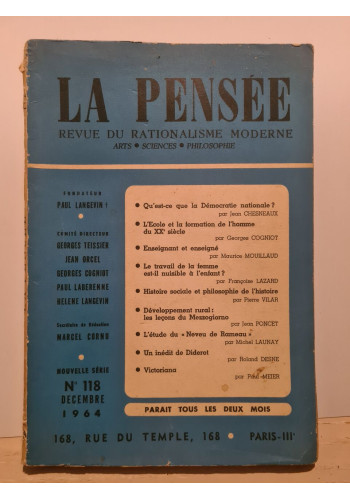 LA PENSÉE
REVUE DU RATIONALISME MODERNE
ARTS ● SCIENCES ● PHILOSOPHIE
FONDATEUR
PAUL LANGEVIN †
COMITÉ DIRECTEUR
GEORGES TEISSIER
JEAN ORCEL
GEORGES COGNIOT
PAUL LABERENNE
HELENE LANGEVIN
Secrétaire de Rédaction
MARCEL CORNU
NOUVELLE SÉRIE
N° 118
DECEMBRE
1964
● Qu'est-ce que la Démocratie nationale ?
par Jean CHESNEAUX
● L'Ecole et la formation de l'homme
du XXe siècle
par Georges COGNIOT
● Enseignant et enseigné
par Maurice MOUILLAUD
● Le travail de la femme
est-il nuisible à l'enfant ?
par Françoise LAZARD
● Histoire sociale et philosophie de l'histoire
par Pierre VILAR
● Développement rural :
les leçons du Mezzogiorno
par Jean PONCET
● L'étude du « Neveu de Rameau »
par Michel LAUNAY
● Un inédit de Diderot
par Roland DESNE
● Victoriana
par Paul MEIER
PARAIT TOUS LES DEUX MOIS
168, RUE DU TEMPLE, 168 ● PARIS-IIIe